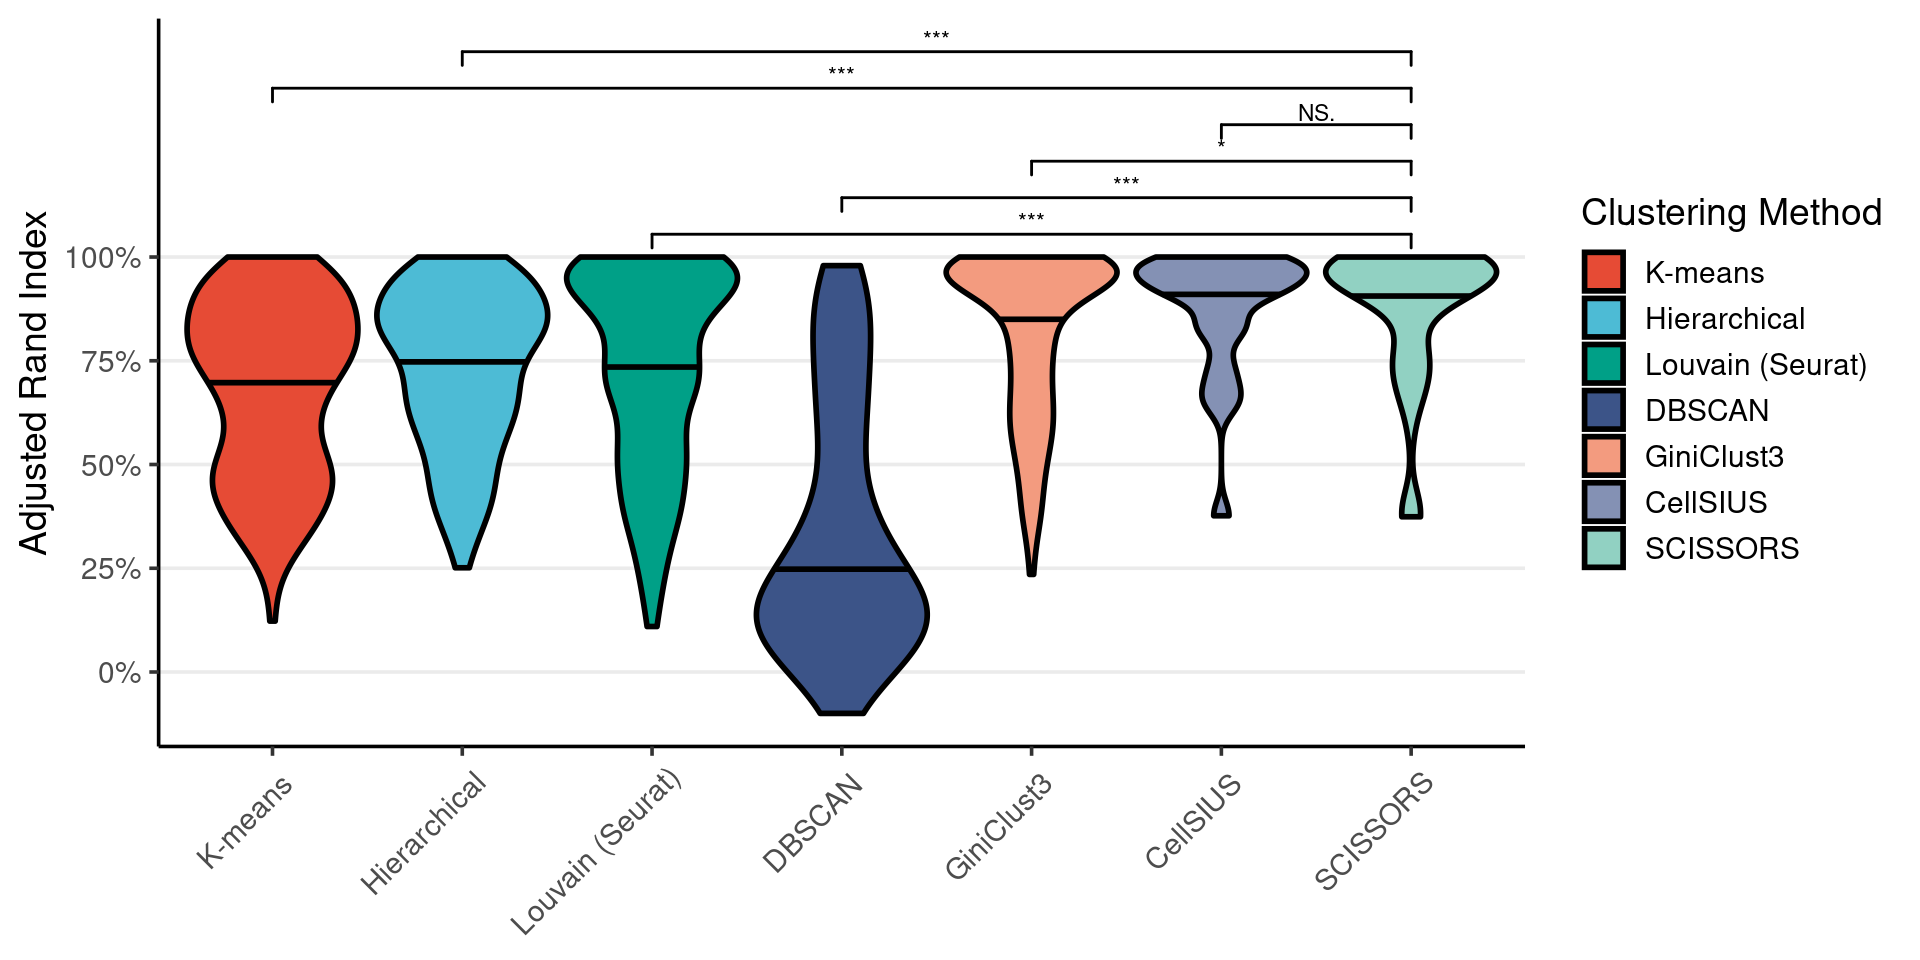 ***
***
NS.
*
***
***
Adjusted Rand Index
100%
75%
50%
25%
0%
K-means
Hierarchical
Louvain (Seurat)
DBSCAN
GiniClust3
CellSIUS
SCISSORS
Clustering Method
K-means
Hierarchical
Louvain (Seurat)
DBSCAN
GiniClust3
CellSIUS
SCISSORS